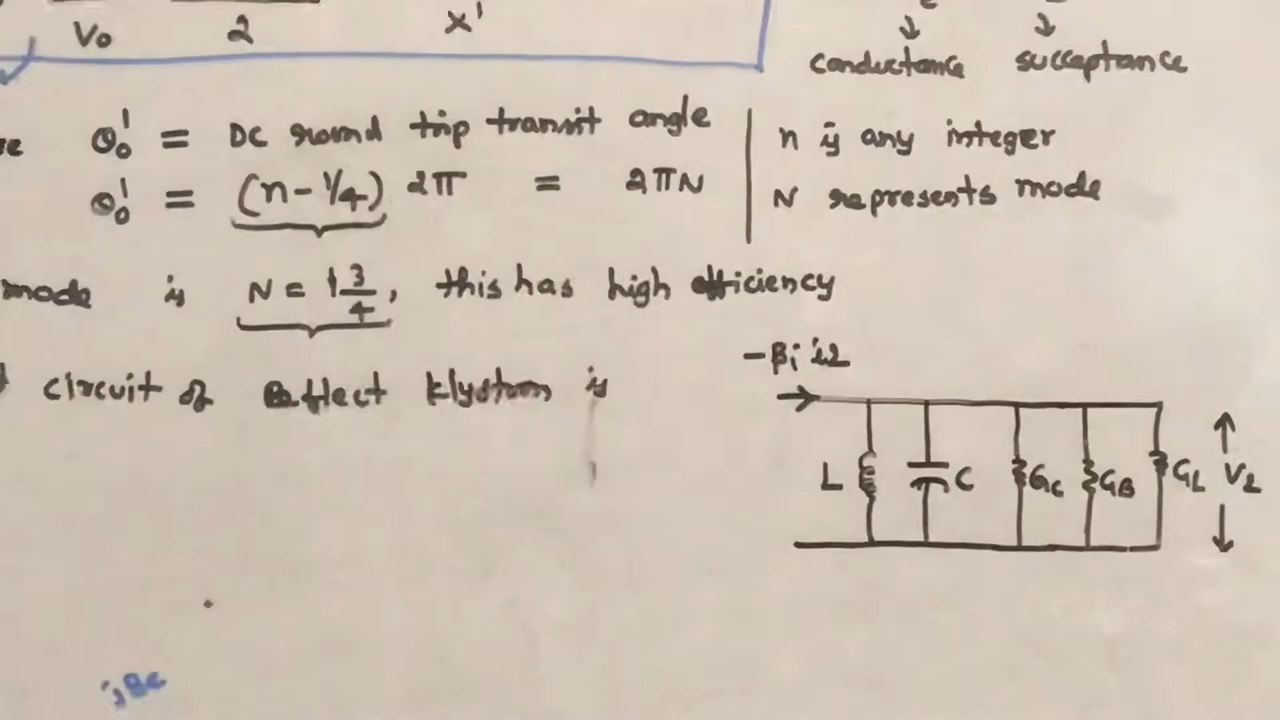 V₀ 2 X'
conductance succeptance
θ₀' = DC round trip transit angle
n is any integer
θ₀' = (n - 1/4) 2π = 2πN
N represents mode
mode is N = 1 3/4, this has high efficiency
circuit of Reflect klystron is
-βi i2
L C Gc GB GL V2